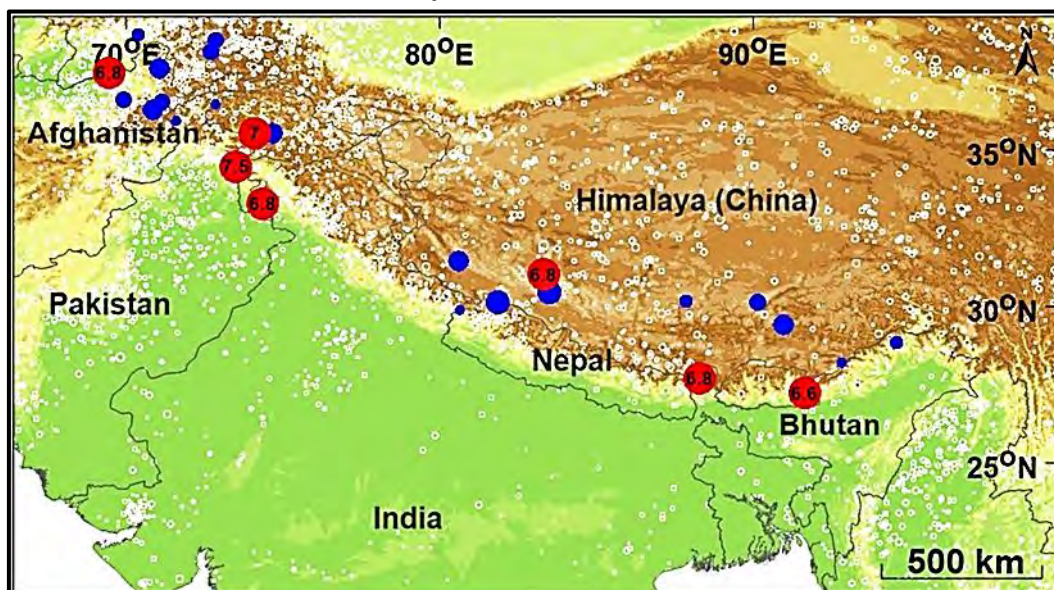 70°E
80°E
90°E
N
6.8
Afghanistan
7
35°N
7.5
6.8
Himalaya (China)
6.8
Pakistan
30°N
Nepal
6.8
6.6
Bhutan
25°N
India
500 km